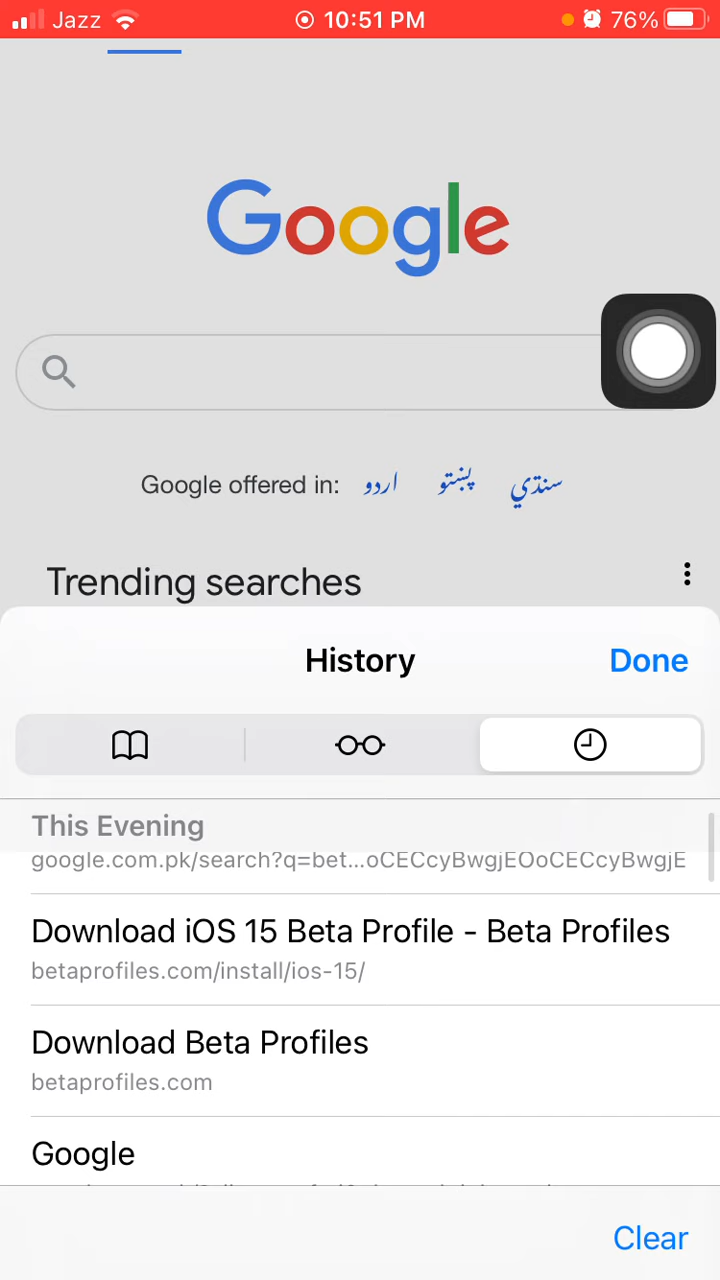 Jazz 10:51 PM 76%
Google
Google offered in: اردو پښتو سنڌي
Trending searches
History Done
This Evening
google.com.pk/search?q=bet...oCECcyBwgjEOoCECcyBwgjE
Download iOS 15 Beta Profile - Beta Profiles
betaprofiles.com/install/ios-15/
Download Beta Profiles
betaprofiles.com
Google
Clear